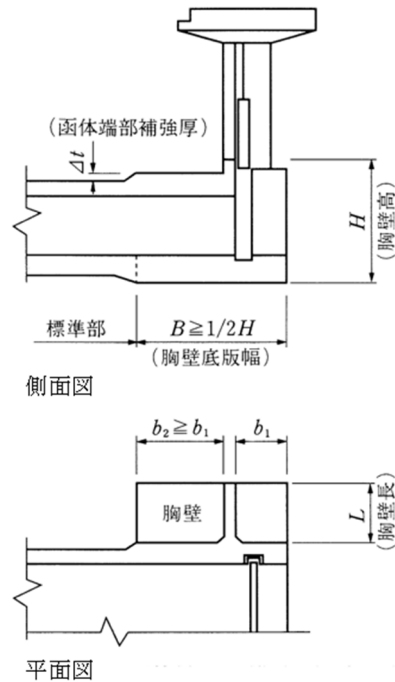 (函体端部補強厚)
Δt
H
(胸壁高)
標準部
B≧1/2H
(胸壁底版幅)
側面図
b₂≧b₁
b₁
胸壁
L
(胸壁長)
平面図